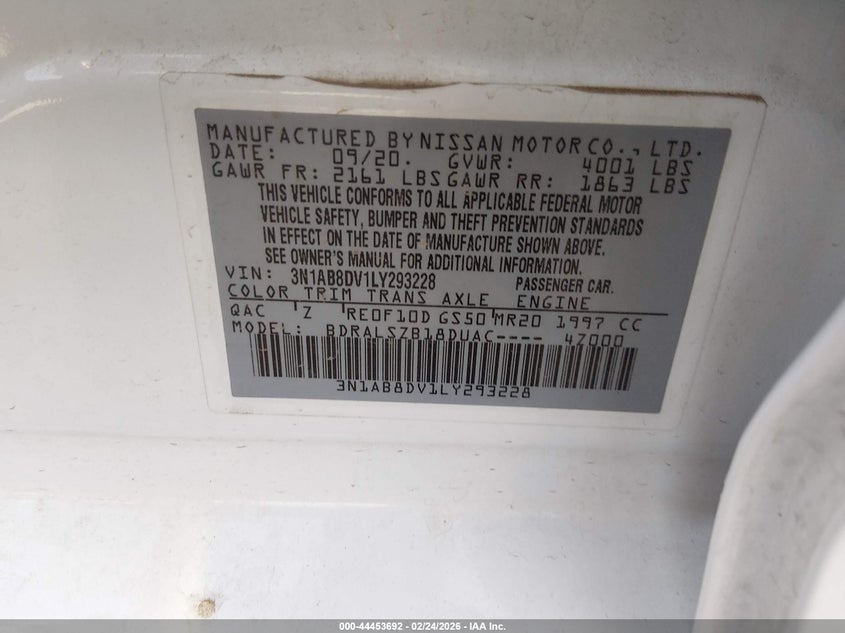 MANUFACTURED BY NISSAN MOTOR CO., LTD.
DATE: 09/20. GVWR: 4001 LBS
GAWR FR: 2161 LBS GAWR RR: 1863 LBS
THIS VEHICLE CONFORMS TO ALL APPLICABLE FEDERAL MOTOR
VEHICLE SAFETY, BUMPER AND THEFT PREVENTION STANDARDS
IN EFFECT ON THE DATE OF MANUFACTURE SHOWN ABOVE.
SEE OWNER'S MANUAL FOR ADDITIONAL INFORMATION.
VIN: 3N1AB8DV1LY293228 PASSENGER CAR.
COLOR TRIM TRANS AXLE ENGINE
QAC Z RE0F10D GS50 MR20 1997 CC
MODEL: BDRALSZB18DUAC---- 47000
3N1AB8DV1LY293228
000-44453692 - 02/24/2026 - IAA Inc.